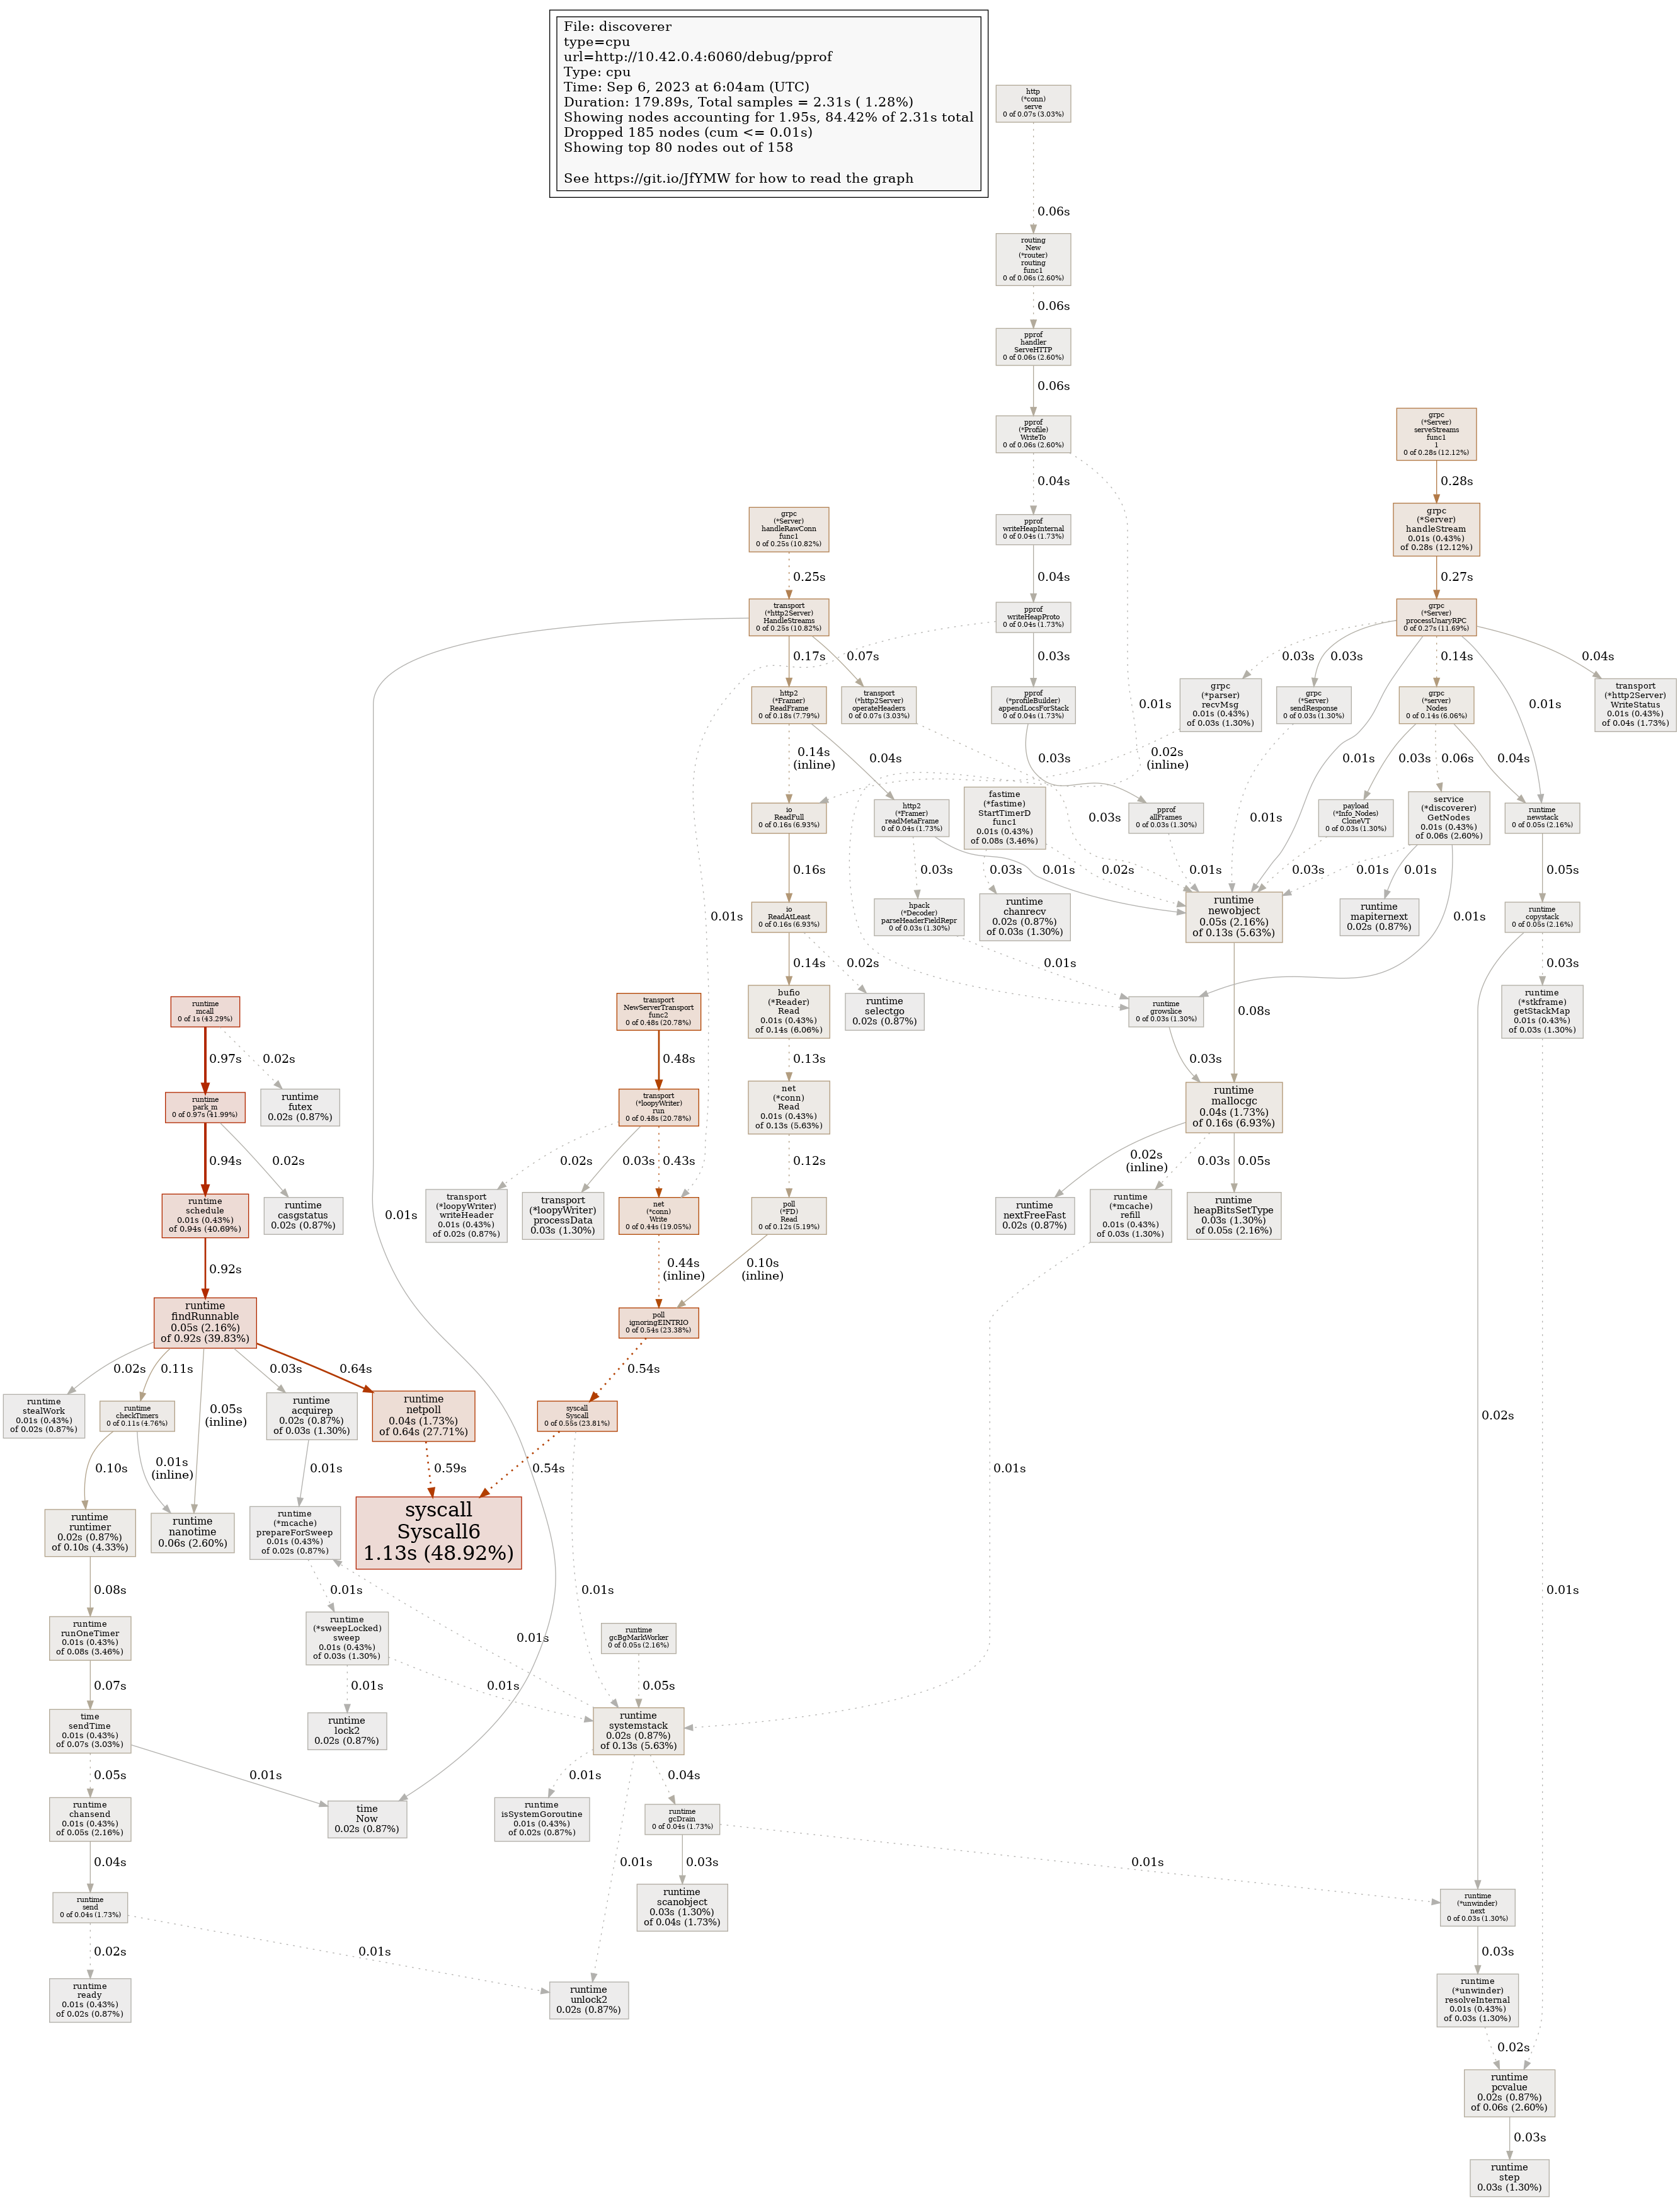 File: discoverer
type=cpu
url=http://10.42.0.4:6060/debug/pprof
Type: cpu
Time: Sep 6, 2023 at 6:04am (UTC)
Duration: 179.89s, Total samples = 2.31s ( 1.28%)
Showing nodes accounting for 1.95s, 84.42% of 2.31s total
Dropped 185 nodes (cum <= 0.01s)
Showing top 80 nodes out of 158
See https://git.io/JfYMW for how to read the graph
http
(*conn)
serve
0 of 0.07s (3.03%)
0.06s
routing
New
(*router)
routing
func1
0 of 0.06s (2.60%)
0.06s
pprof
handler
ServeHTTP
0 of 0.06s (2.60%)
0.06s
pprof
(*Profile)
WriteTo
0 of 0.06s (2.60%)
grpc
(*Server)
serveStreams
func1
1
0 of 0.28s (12.12%)
0.04s
0.28s
grpc
(*Server)
handleRawConn
func1
0 of 0.25s (10.82%)
pprof
writeHeapInternal
0 of 0.04s (1.73%)
grpc
(*Server)
handleStream
0.01s (0.43%)
of 0.28s (12.12%)
0.25s
0.04s
0.27s
transport
(*http2Server)
HandleStreams
0 of 0.25s (10.82%)
pprof
writeHeapProto
0 of 0.04s (1.73%)
grpc
(*Server)
processUnaryRPC
0 of 0.27s (11.69%)
0.17s
0.07s
0.03s
0.03s
0.03s
0.14s
0.04s
http2
(*Framer)
ReadFrame
0 of 0.18s (7.79%)
transport
(*http2Server)
operateHeaders
0 of 0.07s (3.03%)
pprof
(*profileBuilder)
appendLocsForStack
0 of 0.04s (1.73%)
0.01s
grpc
(*parser)
recvMsg
0.01s (0.43%)
of 0.03s (1.30%)
grpc
(*Server)
sendResponse
0 of 0.03s (1.30%)
grpc
(*server)
Nodes
0 of 0.14s (6.06%)
0.01s
transport
(*http2Server)
WriteStatus
0.01s (0.43%)
of 0.04s (1.73%)
0.14s
(inline)
0.04s
0.03s
0.02s
(inline)
0.01s
0.03s
0.06s
0.04s
io
ReadFull
0 of 0.16s (6.93%)
http2
(*Framer)
readMetaFrame
0 of 0.04s (1.73%)
fastime
(*fastime)
StartTimerD
func1
0.01s (0.43%)
of 0.08s (3.46%)
0.03s
pprof
allFrames
0 of 0.03s (1.30%)
0.01s
payload
(*Info_Nodes)
CloneVT
0 of 0.03s (1.30%)
service
(*discoverer)
GetNodes
0.01s (0.43%)
of 0.06s (2.60%)
runtime
newstack
0 of 0.05s (2.16%)
0.16s
0.03s
0.01s
0.03s
0.02s
0.01s
0.03s
0.01s
0.01s
0.05s
0.01s
io
ReadAtLeast
0 of 0.16s (6.93%)
hpack
(*Decoder)
parseHeaderFieldRepr
0 of 0.03s (1.30%)
runtime
chanrecv
0.02s (0.87%)
of 0.03s (1.30%)
runtime
newobject
0.05s (2.16%)
of 0.13s (5.63%)
runtime
mapiternext
0.02s (0.87%)
0.01s
runtime
copystack
0 of 0.05s (2.16%)
0.14s
0.02s
0.01s
0.03s
runtime
mcall
0 of 1s (43.29%)
transport
NewServerTransport
func2
0 of 0.48s (20.78%)
bufio
(*Reader)
Read
0.01s (0.43%)
of 0.14s (6.06%)
runtime
selectgo
0.02s (0.87%)
runtime
growslice
0 of 0.03s (1.30%)
0.08s
runtime
(*stkframe)
getStackMap
0.01s (0.43%)
of 0.03s (1.30%)
0.97s
0.02s
0.48s
0.13s
0.03s
runtime
park_m
0 of 0.97s (41.99%)
runtime
futex
0.02s (0.87%)
transport
(*loopyWriter)
run
0 of 0.48s (20.78%)
net
(*conn)
Read
0.01s (0.43%)
of 0.13s (5.63%)
runtime
mallocgc
0.04s (1.73%)
of 0.16s (6.93%)
0.94s
0.02s
0.02s
0.03s
0.43s
0.12s
0.02s
(inline)
0.03s
0.05s
runtime
schedule
0.01s (0.43%)
of 0.94s (40.69%)
runtime
casgstatus
0.02s (0.87%)
0.01s
transport
(*loopyWriter)
writeHeader
0.01s (0.43%)
of 0.02s (0.87%)
transport
(*loopyWriter)
processData
0.03s (1.30%)
net
(*conn)
Write
0 of 0.44s (19.05%)
poll
(*FD)
Read
0 of 0.12s (5.19%)
runtime
nextFreeFast
0.02s (0.87%)
runtime
(*mcache)
refill
0.01s (0.43%)
of 0.03s (1.30%)
runtime
heapBitsSetType
0.03s (1.30%)
of 0.05s (2.16%)
0.92s
0.44s
(inline)
0.10s
(inline)
runtime
findRunnable
0.05s (2.16%)
of 0.92s (39.83%)
poll
ignoringEINTRIO
0 of 0.54s (23.38%)
0.02s
0.11s
0.05s
(inline)
0.03s
0.64s
0.54s
runtime
stealWork
0.01s (0.43%)
of 0.02s (0.87%)
runtime
checkTimers
0 of 0.11s (4.76%)
runtime
acquirep
0.02s (0.87%)
of 0.03s (1.30%)
runtime
netpoll
0.04s (1.73%)
of 0.64s (27.71%)
syscall
Syscall
0 of 0.55s (23.81%)
0.02s
0.10s
0.01s
(inline)
0.01s
0.59s
0.54s
0.01s
runtime
runtimer
0.02s (0.87%)
of 0.10s (4.33%)
runtime
nanotime
0.06s (2.60%)
runtime
(*mcache)
prepareForSweep
0.01s (0.43%)
of 0.02s (0.87%)
syscall
Syscall6
1.13s (48.92%)
0.08s
0.01s
0.01s
0.01s
runtime
runOneTimer
0.01s (0.43%)
of 0.08s (3.46%)
runtime
(*sweepLocked)
sweep
0.01s (0.43%)
of 0.03s (1.30%)
0.01s
runtime
gcBgMarkWorker
0 of 0.05s (2.16%)
0.07s
0.01s
0.01s
0.05s
time
sendTime
0.01s (0.43%)
of 0.07s (3.03%)
runtime
lock2
0.02s (0.87%)
runtime
systemstack
0.02s (0.87%)
of 0.13s (5.63%)
0.05s
0.01s
0.01s
0.04s
runtime
chansend
0.01s (0.43%)
of 0.05s (2.16%)
time
Now
0.02s (0.87%)
runtime
isSystemGoroutine
0.01s (0.43%)
of 0.02s (0.87%)
runtime
gcDrain
0 of 0.04s (1.73%)
0.04s
0.01s
0.03s
0.01s
runtime
send
0 of 0.04s (1.73%)
runtime
scanobject
0.03s (1.30%)
of 0.04s (1.73%)
runtime
(*unwinder)
next
0 of 0.03s (1.30%)
0.02s
0.01s
0.03s
runtime
ready
0.01s (0.43%)
of 0.02s (0.87%)
runtime
unlock2
0.02s (0.87%)
runtime
(*unwinder)
resolveInternal
0.01s (0.43%)
of 0.03s (1.30%)
0.02s
runtime
pcvalue
0.02s (0.87%)
of 0.06s (2.60%)
0.03s
runtime
step
0.03s (1.30%)